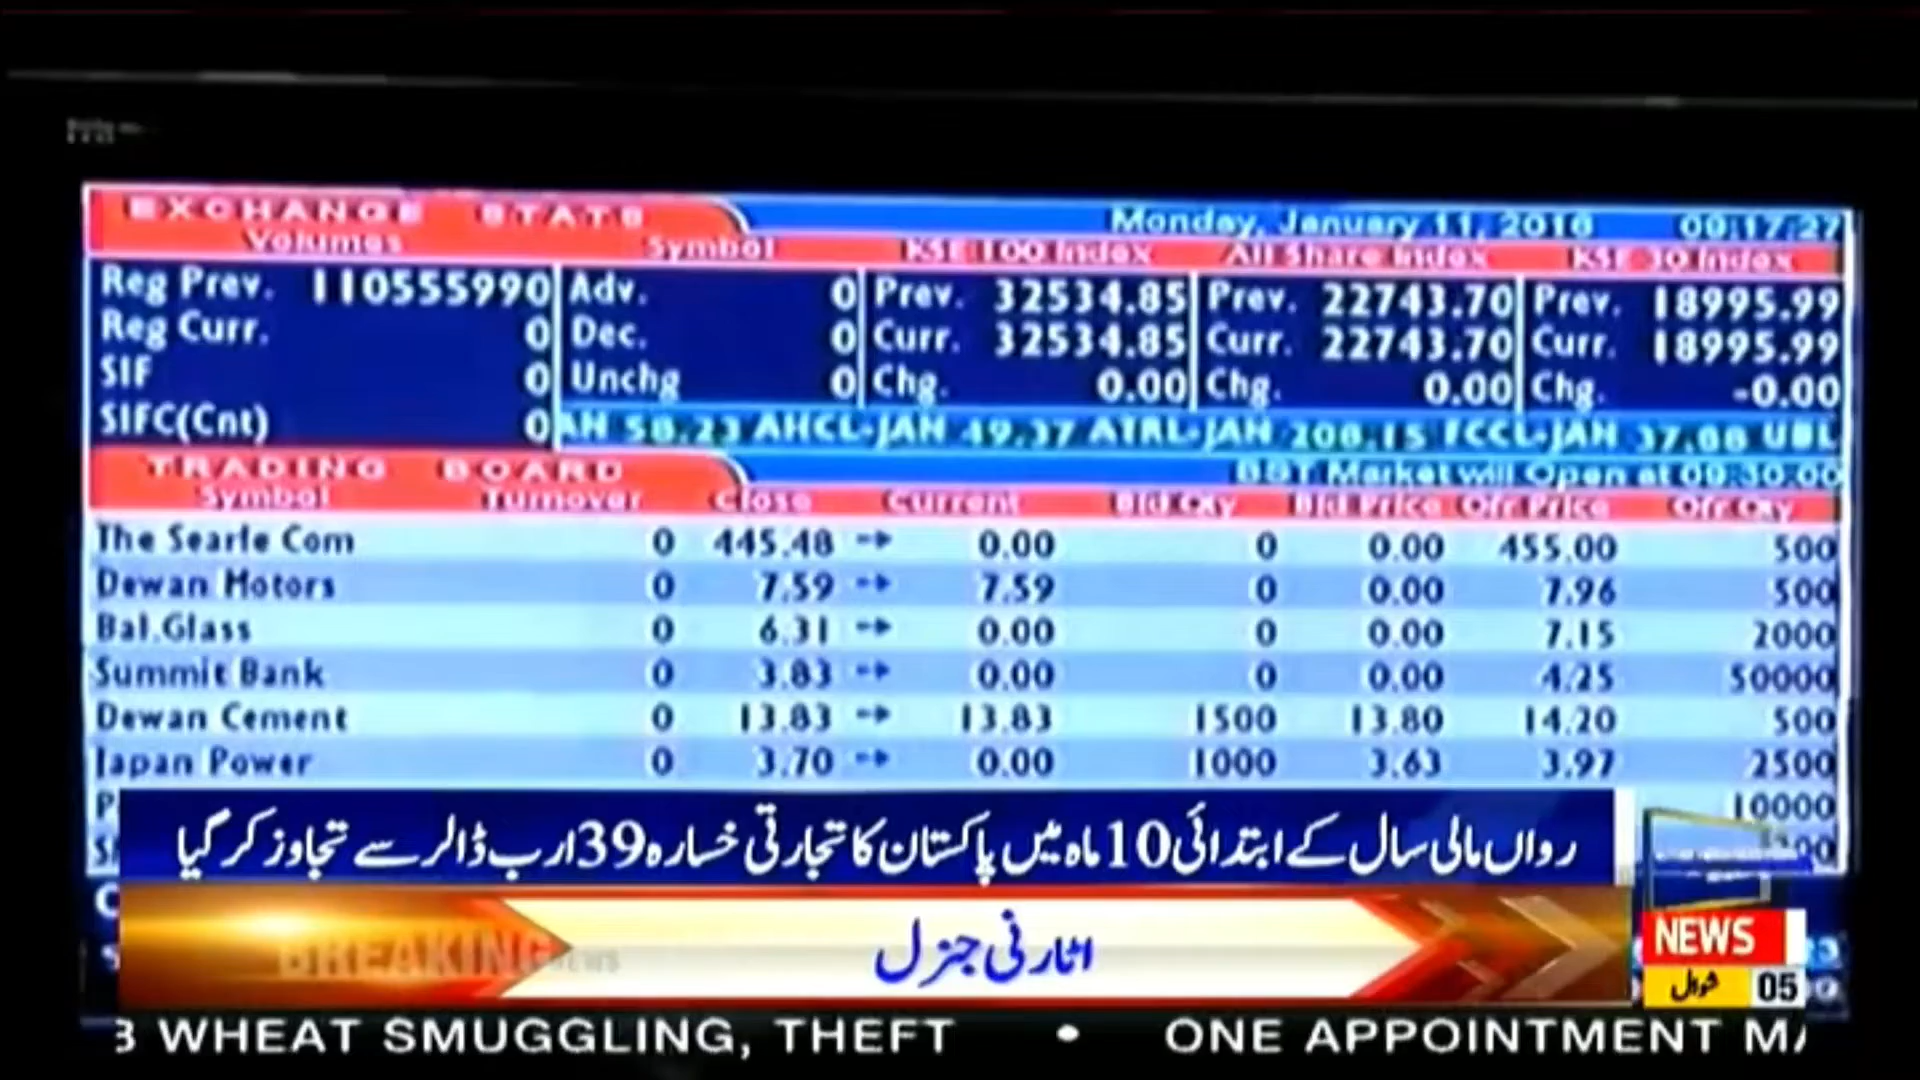 EXCHANGE STATS Monday, January 11, 2016 09:17:27
Volumes Symbol KSE 100 Index All Share Index KSE 30 Index
Reg Prev. 110555990 Adv. 0 Prev. 32534.85 Prev. 22743.70 Prev. 18995.99
Reg Curr. 0 Dec. 0 Curr. 32534.85 Curr. 22743.70 Curr. 18995.99
SIF 0 Unchg 0 Chg. 0.00 Chg. 0.00 Chg. -0.00
SIFC(Cnt) 0 AN 58.23 AHCL-JAN 49.37 ATRL-JAN 208.15 FCCL-JAN 37.88 UBL
TRADING BOARD Market will Open at 09:30:00
Symbol Turnover Close Current Bid Qty Bid Price Ofr Price Ofr Qty
The Searle Com 0 445.48 0.00 0 0.00 455.00 500
Dewan Motors 0 7.59 7.59 0 0.00 7.96 500
Bal.Glass 0 6.31 0.00 0 0.00 7.15 2000
Summit Bank 0 3.83 0.00 0 0.00 4.25 50000
Dewan Cement 0 13.83 13.83 1500 13.80 14.20 500
Japan Power 0 3.70 0.00 1000 3.63 3.97 2500
10000
رواں مالی سال کے ابتدائی 10 ماہ میں پاکستان کا تجارتی خسارہ 39 ارب ڈالر سے تجاوز کر گیا
BREAKING NEWS
اٹارنی جنرل
NEWS
شوال 05
WHEAT SMUGGLING, THEFT • ONE APPOINTMENT